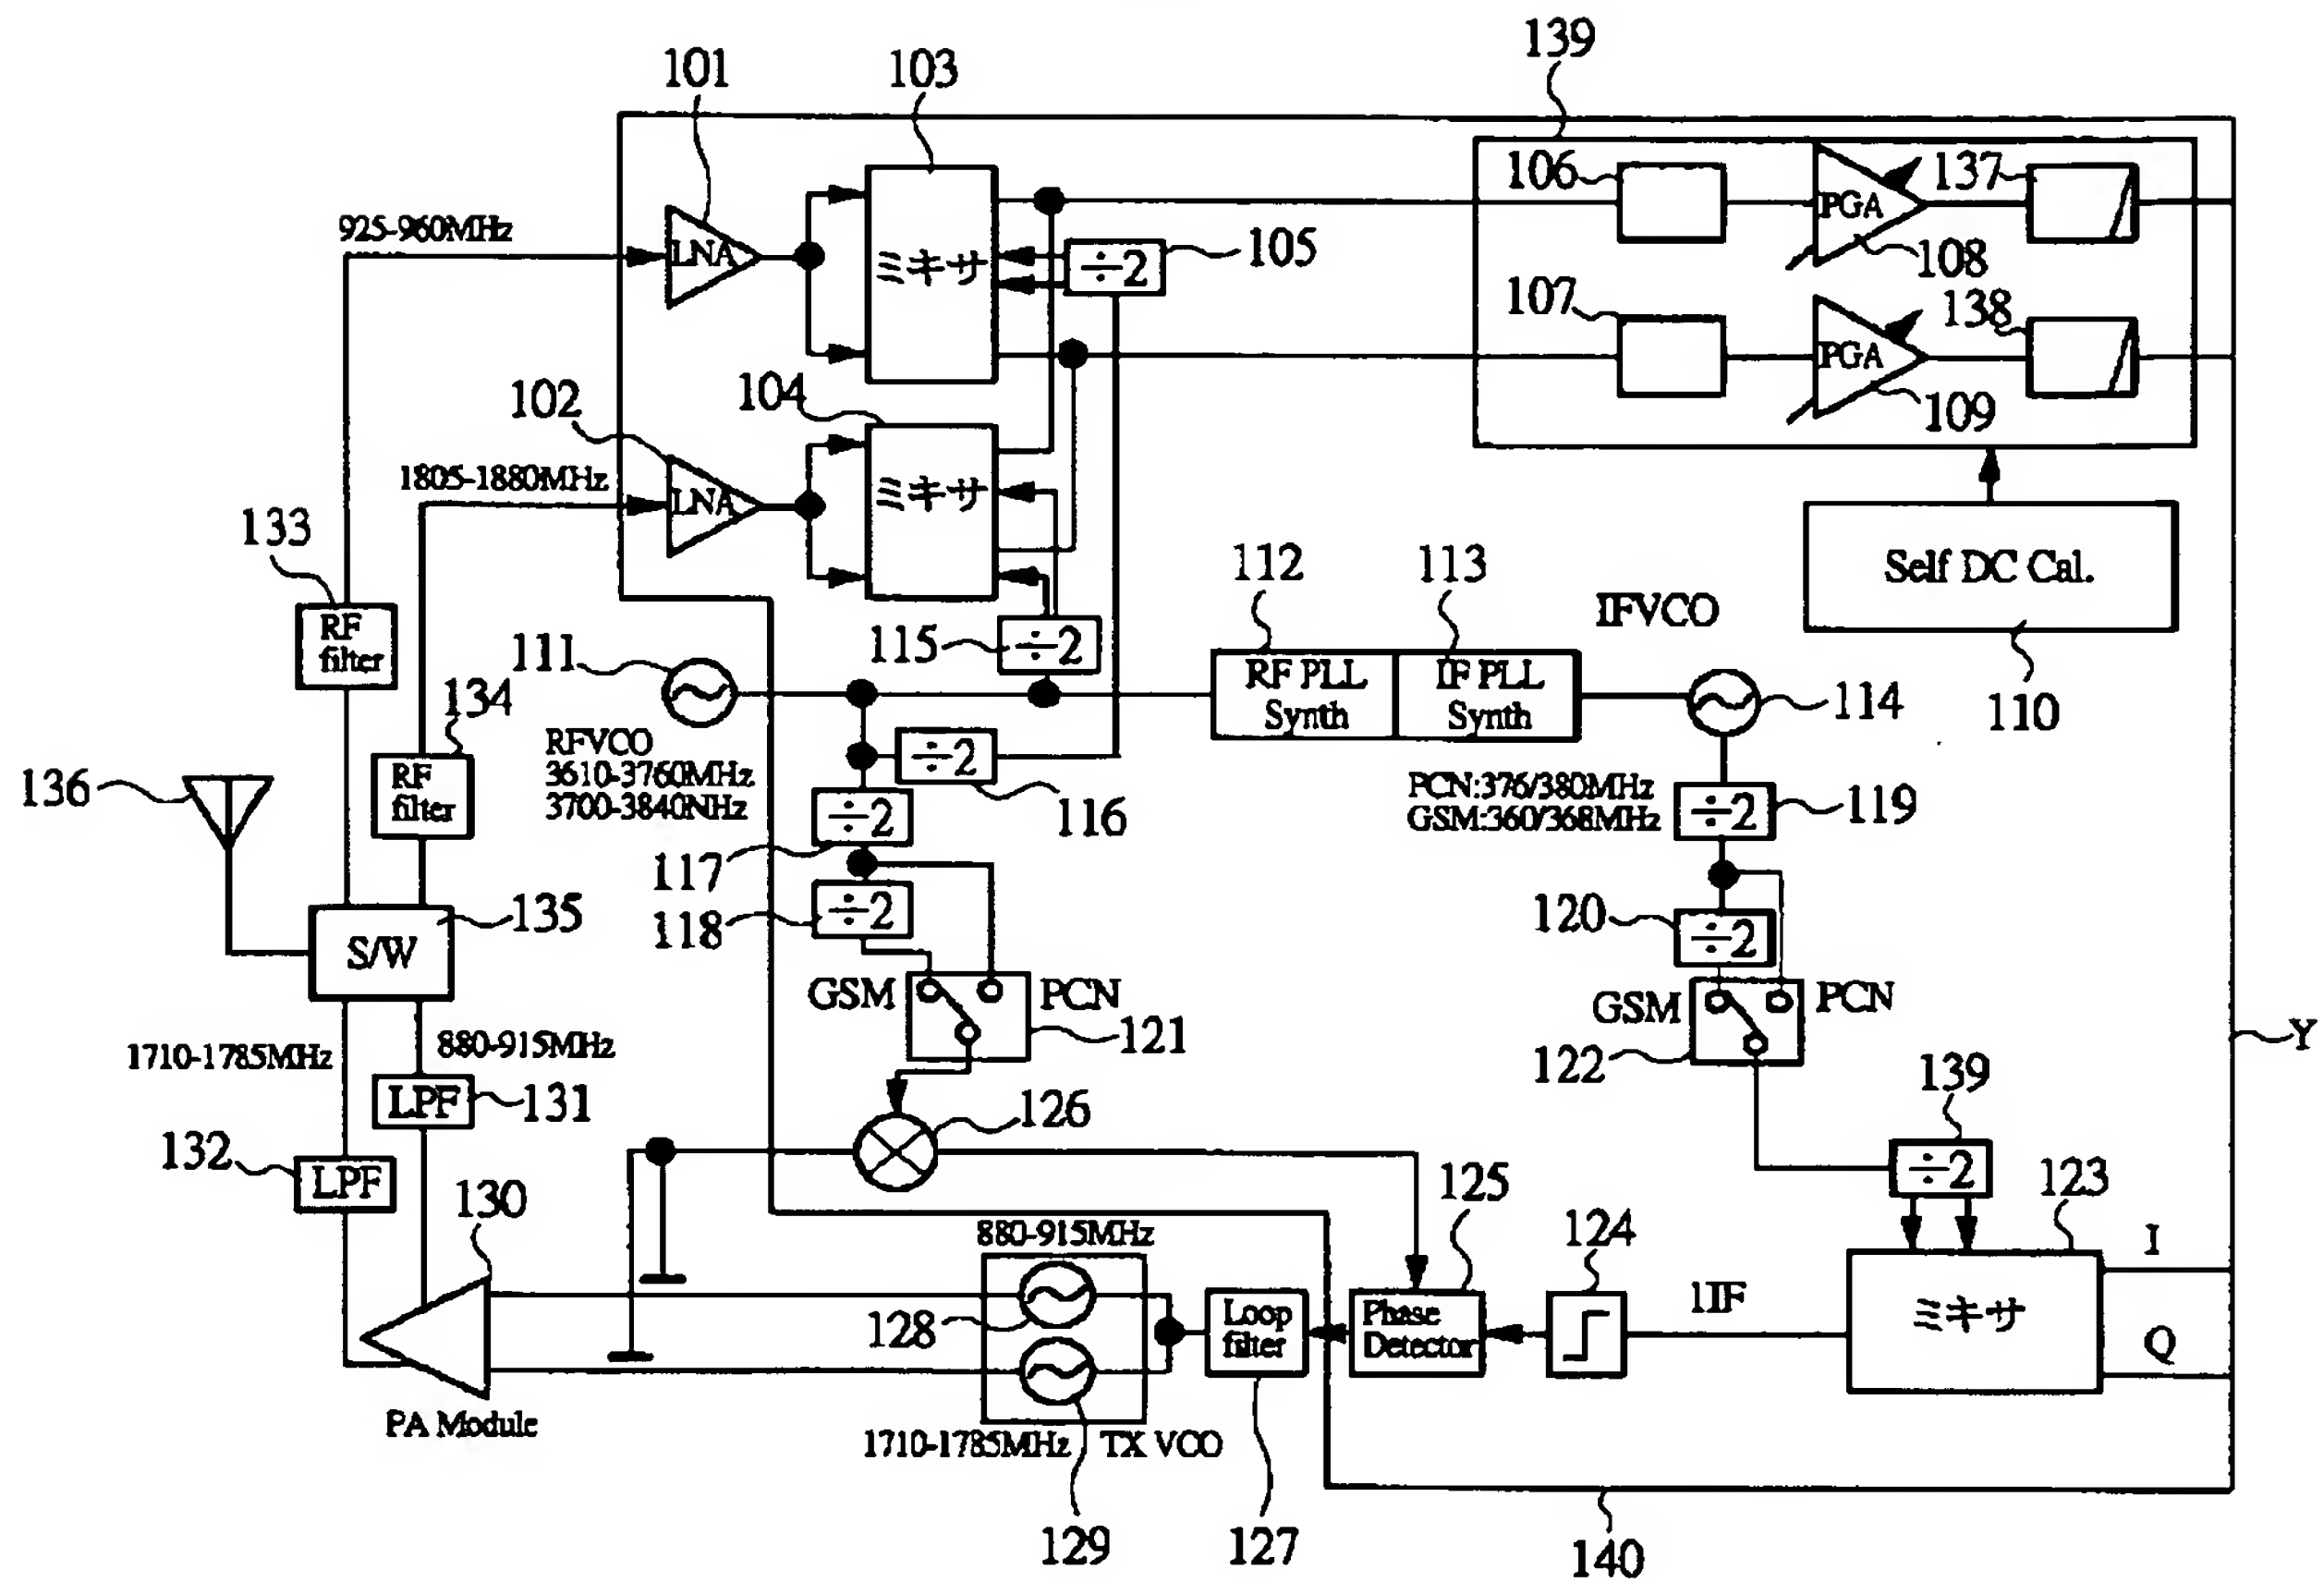 139
101
103
106
PGA
137
925-960MHz
LNA
ミキサ
÷2
105
108
107
138
PGA
109
102
104
1805-1880MHz
LNA
ミキサ
133
RF
filter
112
113
IFVCO
Self DC Cal.
111
115
÷2
RF PLL
Synth
IF PLL
Synth
114
110
134
RFVCO
3610-3760MHz
3700-3840NHz
÷2
116
136
RF
filter
PCN:376/380MHz
GSM:360/368MHz
÷2
119
÷2
117
118
÷2
120
÷2
135
S/W
GSM
PCN
121
GSM
PCN
122
Y
1710-1785MHz
880-915MHz
LPF
131
126
139
÷2
132
LPF
130
125
124
123
880-915MHz
I
128
Loop
filter
Phase
Detector
1IF
ミキサ
Q
PA Module
1710-1785MHz
TX VCO
129
127
140